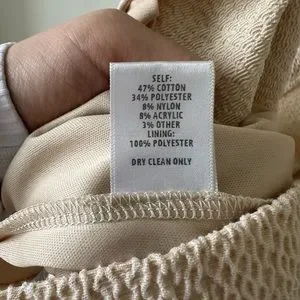 SELF:
47% COTTON
34% POLYESTER
8% NYLON
8% ACRYLIC
3% OTHER
LINING:
100% POLYESTER
DRY CLEAN ONLY